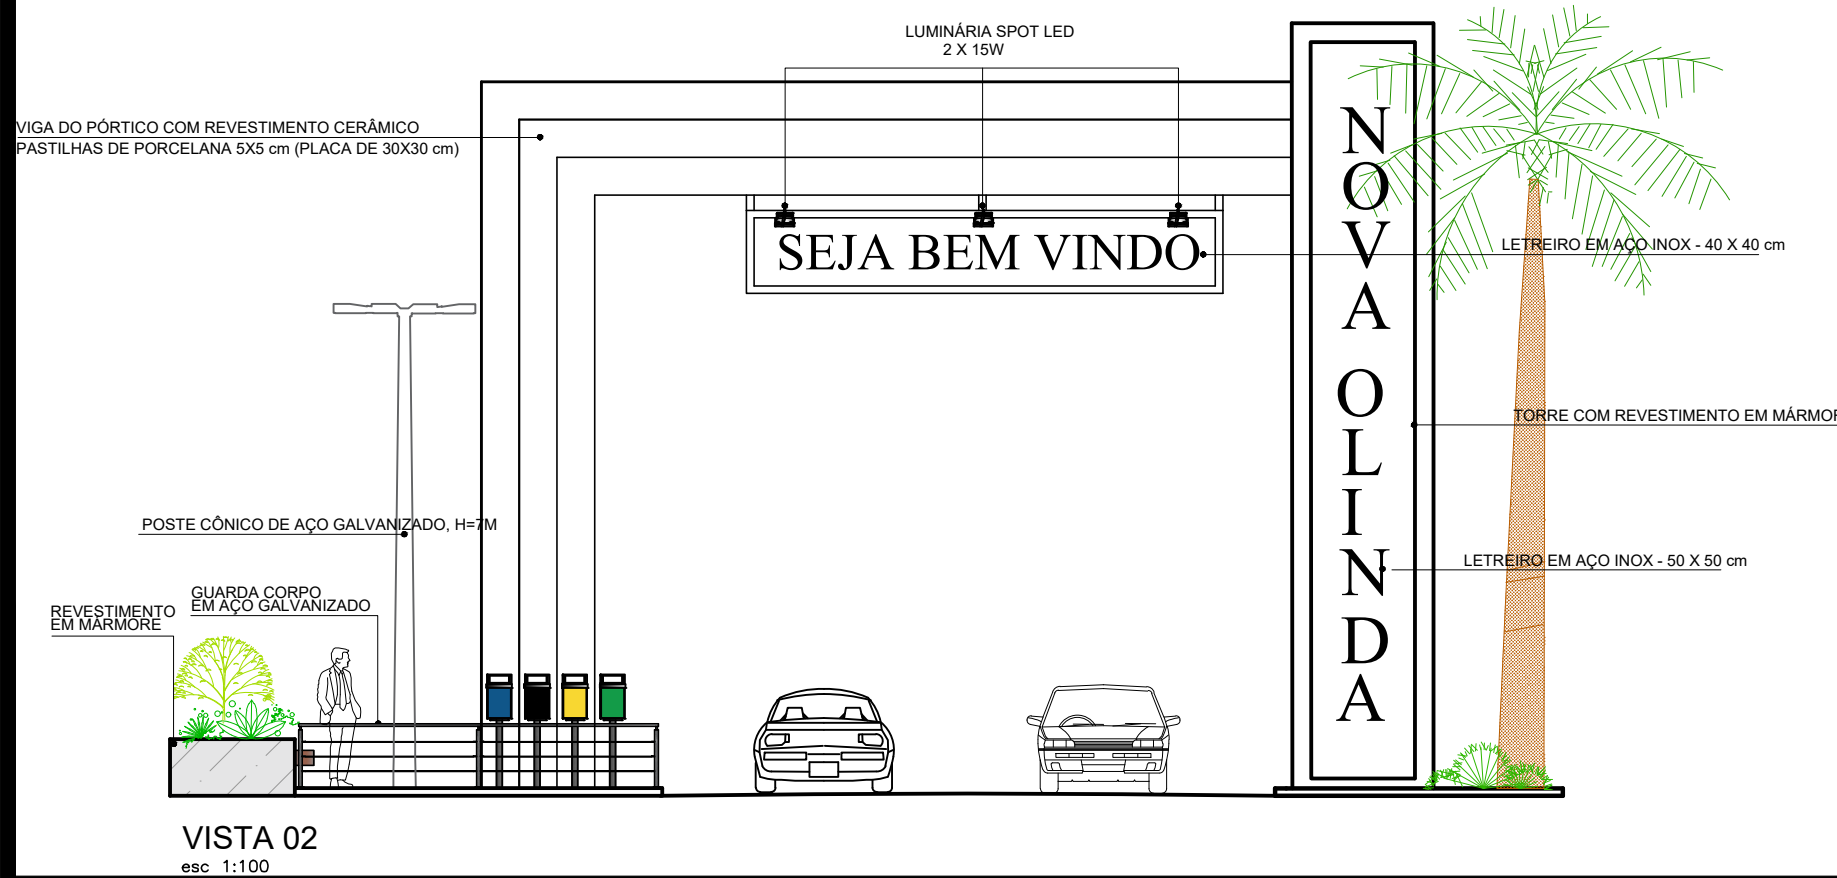 LUMINÁRIA SPOT LED
2 X 15W
VIGA DO PÓRTICO COM REVESTIMENTO CERÂMICO
PASTILHAS DE PORCELANA 5X5 cm (PLACA DE 30X30 cm)
SEJA BEM VINDO
LETREIRO EM AÇO INOX - 40 X 40 cm
NOVA OLINDA
TORRE COM REVESTIMENTO EM MÁRMOR
POSTE CÔNICO DE AÇO GALVANIZADO, H=7M
LETREIRO EM AÇO INOX - 50 X 50 cm
GUARDA CORPO
EM AÇO GALVANIZADO
REVESTIMENTO
EM MÁRMORE
VISTA 02
esc 1:100